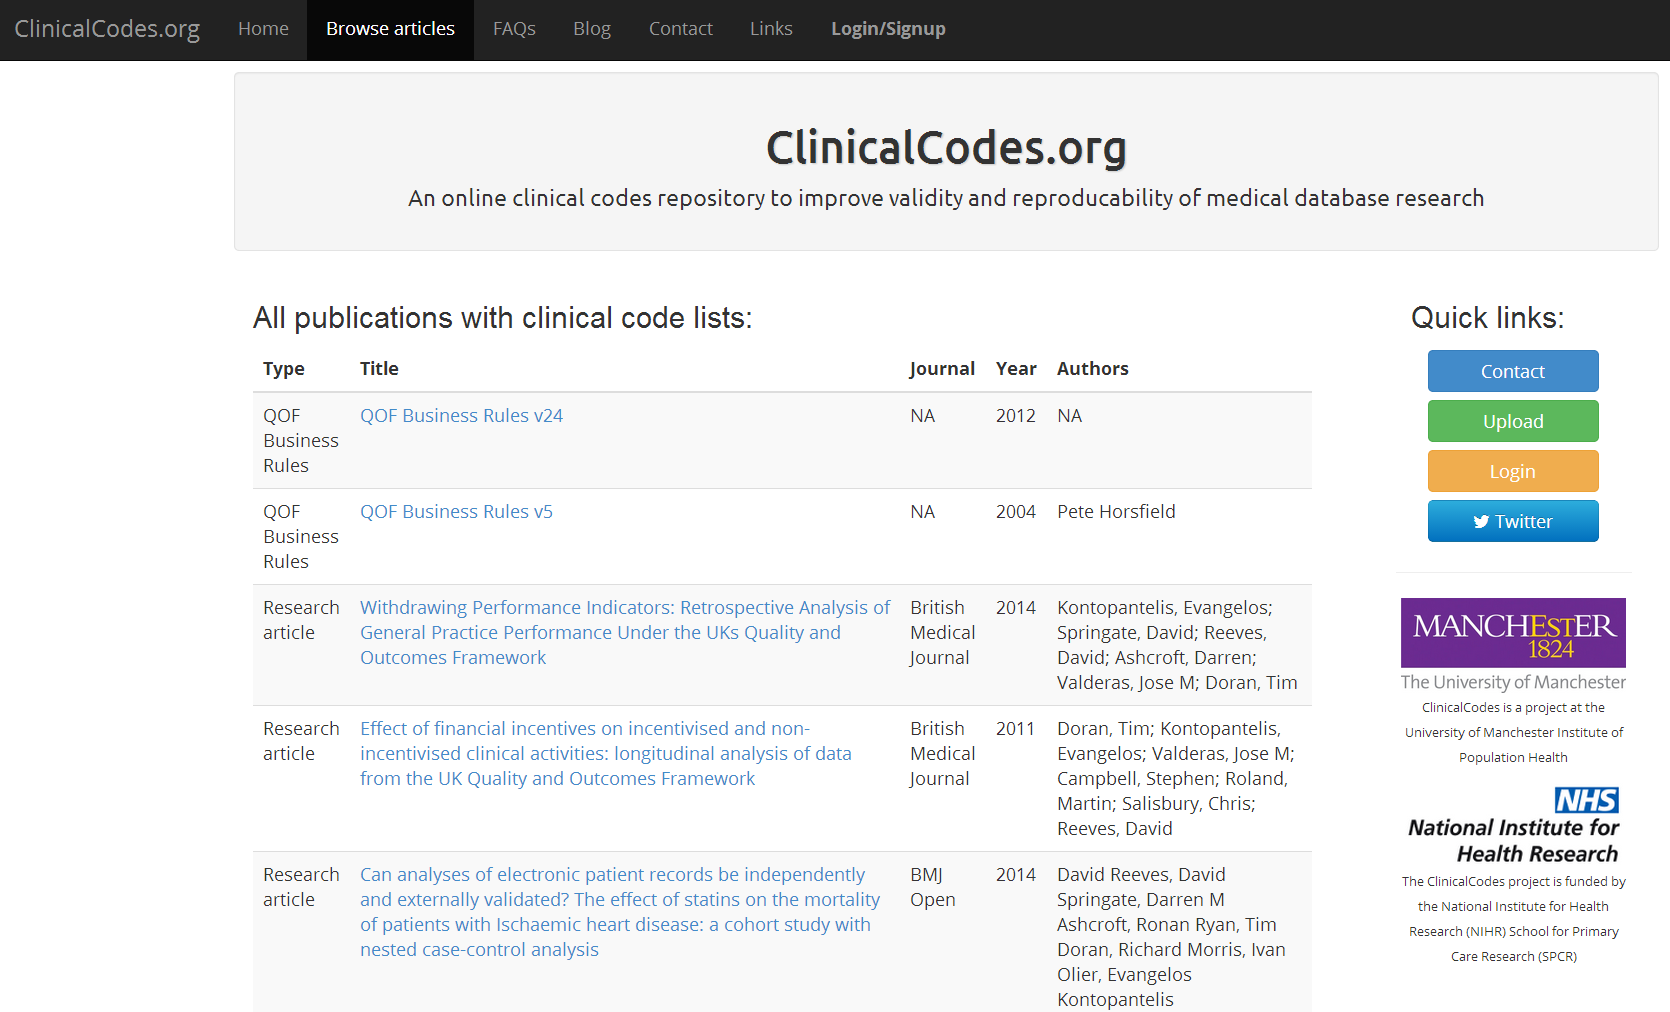 ClinicalCodes.org Home Browse articles FAQs Blog Contact Links Login/Signup
ClinicalCodes.org
An online clinical codes repository to improve validity and reproducability of medical database research
All publications with clinical code lists:
Type Title Journal Year Authors
QOF Business Rules v24 NA 2012 NA
QOF
Business
Rules
QOF Business Rules v5 NA 2004 Pete Horsfield
QOF
Business
Rules
Research Withdrawing Performance Indicators: Retrospective Analysis of British 2014 Kontopantelis, Evangelos;
article General Practice Performance Under the UKs Quality and Medical Springate, David; Reeves,
Outcomes Framework Journal David; Ashcroft, Darren;
Valderas, Jose M; Doran, Tim
Research Effect of financial incentives on incentivised and non- British 2011 Doran, Tim; Kontopantelis,
article incentivised clinical activities: longitudinal analysis of data Medical Evangelos; Valderas, Jose M;
from the UK Quality and Outcomes Framework Journal Campbell, Stephen; Roland,
Martin; Salisbury, Chris;
Reeves, David
Research Can analyses of electronic patient records be independently BMJ 2014 David Reeves, David
article and externally validated? The effect of statins on the mortality Open Springate, Darren M
of patients with Ischaemic heart disease: a cohort study with Ashcroft, Ronan Ryan, Tim
nested case-control analysis Doran, Richard Morris, Ivan
Olier, Evangelos
Kontopantelis
Quick links:
Contact
Upload
Login
Twitter
MANCHESTER
1824
The University of Manchester
ClinicalCodes is a project at the
University of Manchester Institute of
Population Health
NHS
National Institute for
Health Research
The ClinicalCodes project is funded by
the National Institute for Health
Research (NIHR) School for Primary
Care Research (SPCR)